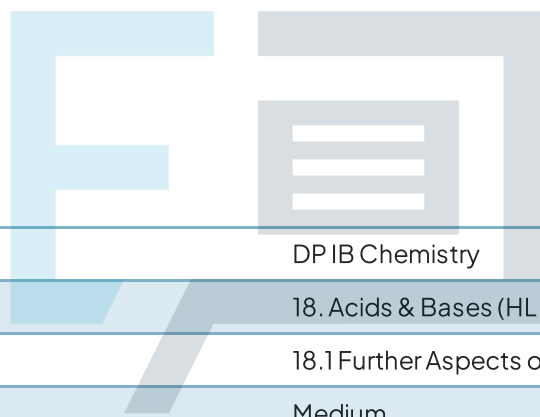 DP IB Chemistry
18. Acids & Bases (HL
18.1 Further Aspects o
Medium